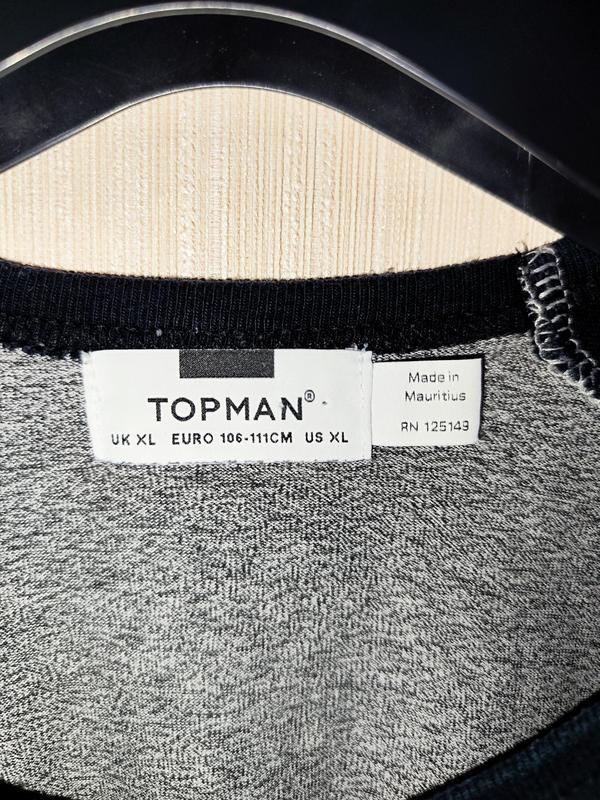 TOPMAN®
UK XL EURO 106-111CM US XL
Made in
Mauritius
RN 125149